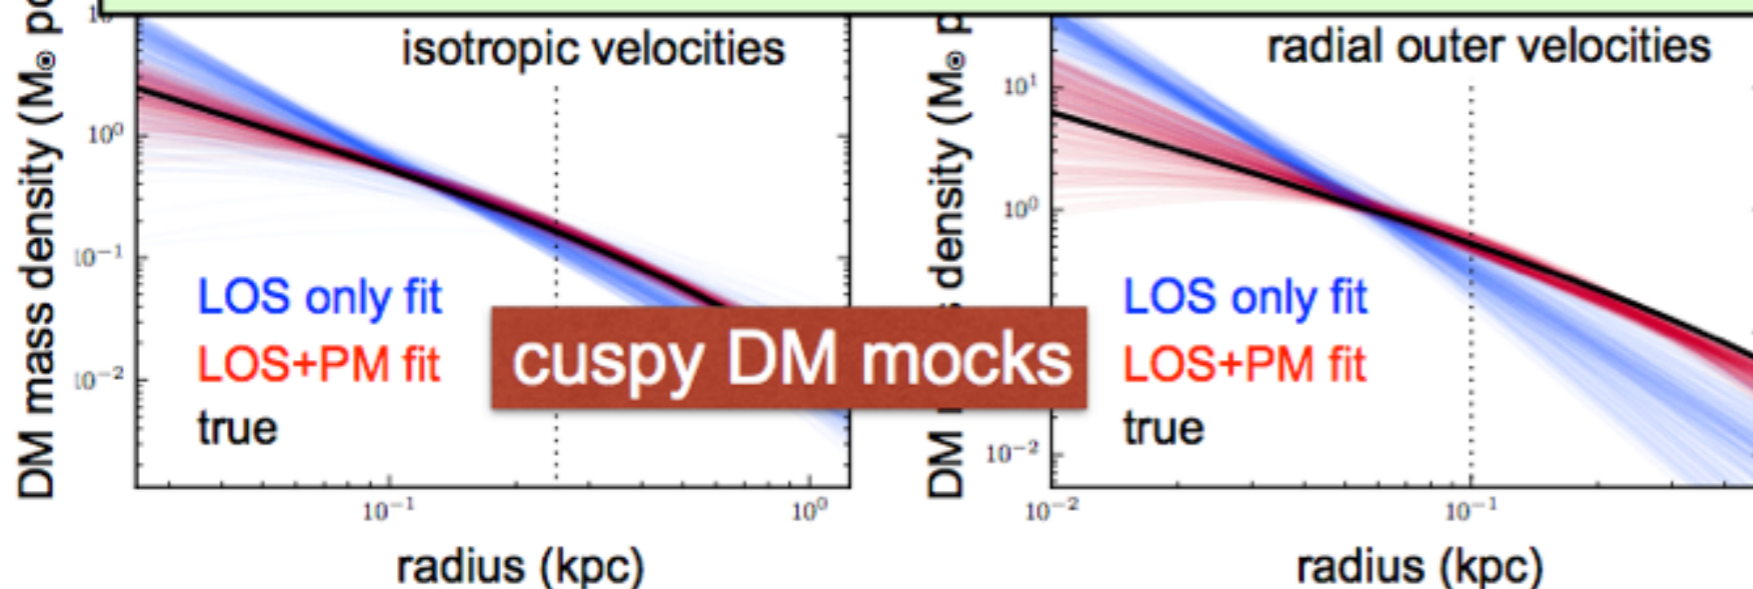 DM mass density (M⊙ p
isotropic velocities
10⁰
10⁻¹
10⁻²
LOS only fit
LOS+PM fit
true
10⁻¹
10⁰
radius (kpc)
cuspy DM mocks
DM
density (M⊙ p
radial outer velocities
10¹
10⁰
10⁻²
LOS only fit
LOS+PM fit
true
10⁻²
10⁻¹
radius (kpc)